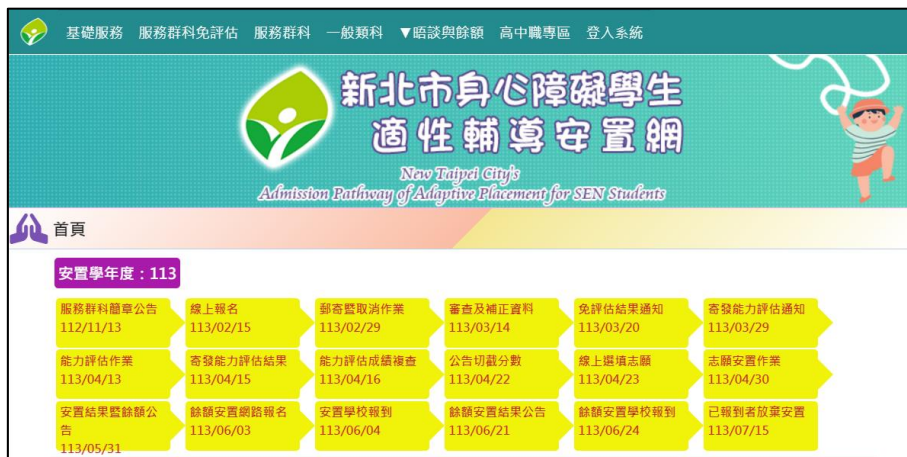 基礎服務 服務群科免評估 服務群科 一般類科 ▼晤談與餘額 高中職專區 登入系統
新北市身心障礙學生
適性輔導安置網
New Taipei City's
Admission Pathway of Adaptive Placement for SEN Students
首頁
安置學年度：113
服務群科簡章公告 線上報名 郵寄暨取消作業 審查及補正資料 免評估結果通知 寄發能力評估通知
112/11/13 113/02/15 113/02/29 113/03/14 113/03/20 113/03/29
能力評估作業 寄發能力評估結果 能力評估成績複查 公告切截分數 線上選填志願 志願安置作業
113/04/13 113/04/15 113/04/16 113/04/22 113/04/23 113/04/30
安置結果暨餘額公 餘額安置網路報名 安置學校報到 餘額安置結果公告 餘額安置學校報到 已報到者放棄安置
告 113/06/03 113/06/04 113/06/21 113/06/24 113/07/15
113/05/31